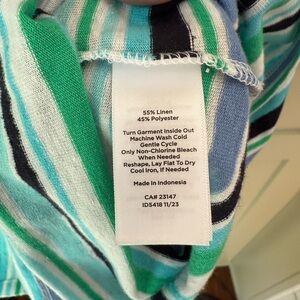 55% Linen
45% Polyester
Turn Garment Inside Out
Machine Wash Cold
Gentle Cycle
Only Non-Chlorine Bleach
When Needed
Reshape, Lay Flat To Dry
Cool Iron, If Needed
Made in Indonesia
CA# 23147
ID5418 11/23